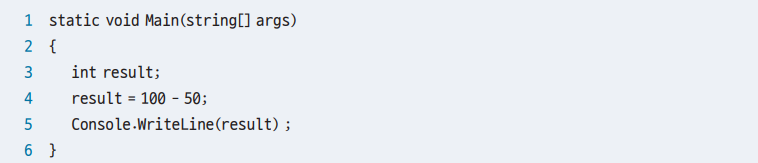 1 static void Main(string[] args)
2 {
3 int result;
4 result = 100 - 50;
5 Console.WriteLine(result) ;
6 }